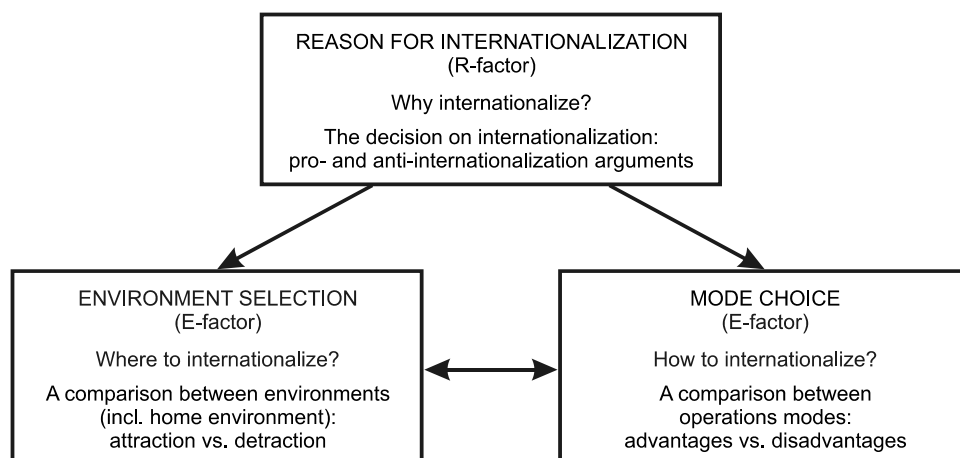 REASON FOR INTERNATIONALIZATION
(R-factor)
Why internationalize?
The decision on internationalization:
pro- and anti-internationalization arguments
ENVIRONMENT SELECTION
(E-factor)
Where to internationalize?
A comparison between environments
(incl. home environment):
attraction vs. detraction
MODE CHOICE
(E-factor)
How to internationalize?
A comparison between
operations modes:
advantages vs. disadvantages